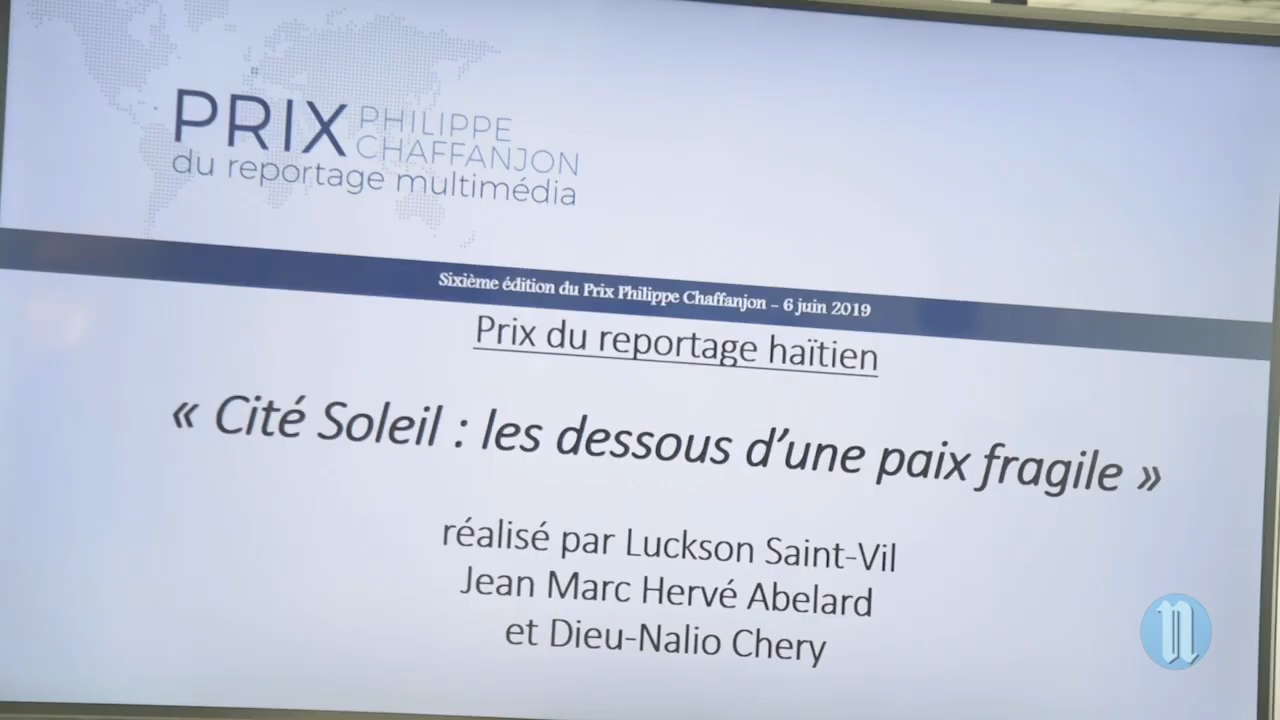 PRIX PHILIPPE CHAFFANJON
du reportage multimédia
Sixième édition du Prix Philippe Chaffanjon – 6 juin 2019
Prix du reportage haïtien
« Cité Soleil : les dessous d’une paix fragile »
réalisé par Luckson Saint-Vil
Jean Marc Hervé Abelard
et Dieu-Nalio Chery
n